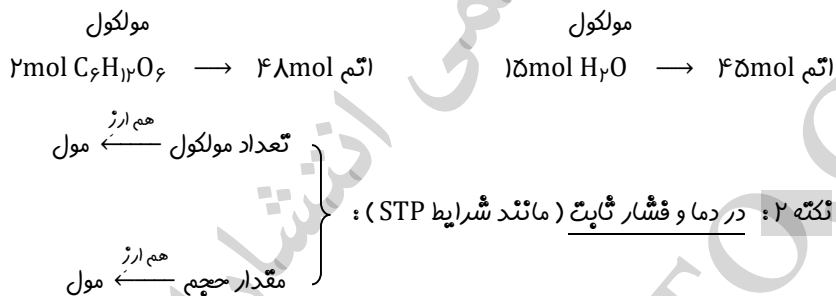 مولکول مولکول
۲mol C₆H₁₂O₆ ⟶ ۴۸mol اتم ۱۵mol H₂O ⟶ ۴۵mol اتم
تعداد مولکول ⟵ هم ارز مول
نکته ۲: در دما و فشار ثابت (مانند شرایط STP):
مقدار حجم ⟵ هم ارز مول